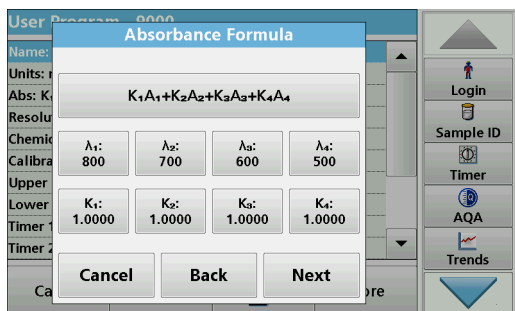 User Program 9000
Absorbance Formula
Name:
Units:
Abs: K₁
Resolu
Chemic
Calibra
Upper
Lower
Timer 1
Timer 2
K₁A₁+K₂A₂+K₃A₃+K₄A₄
λ₁:
800
λ₂:
700
λ₃:
600
λ₄:
500
K₁:
1.0000
K₂:
1.0000
K₃:
1.0000
K₄:
1.0000
Cancel
Back
Next
Ca
ore
Login
Sample ID
Timer
AQA
Trends